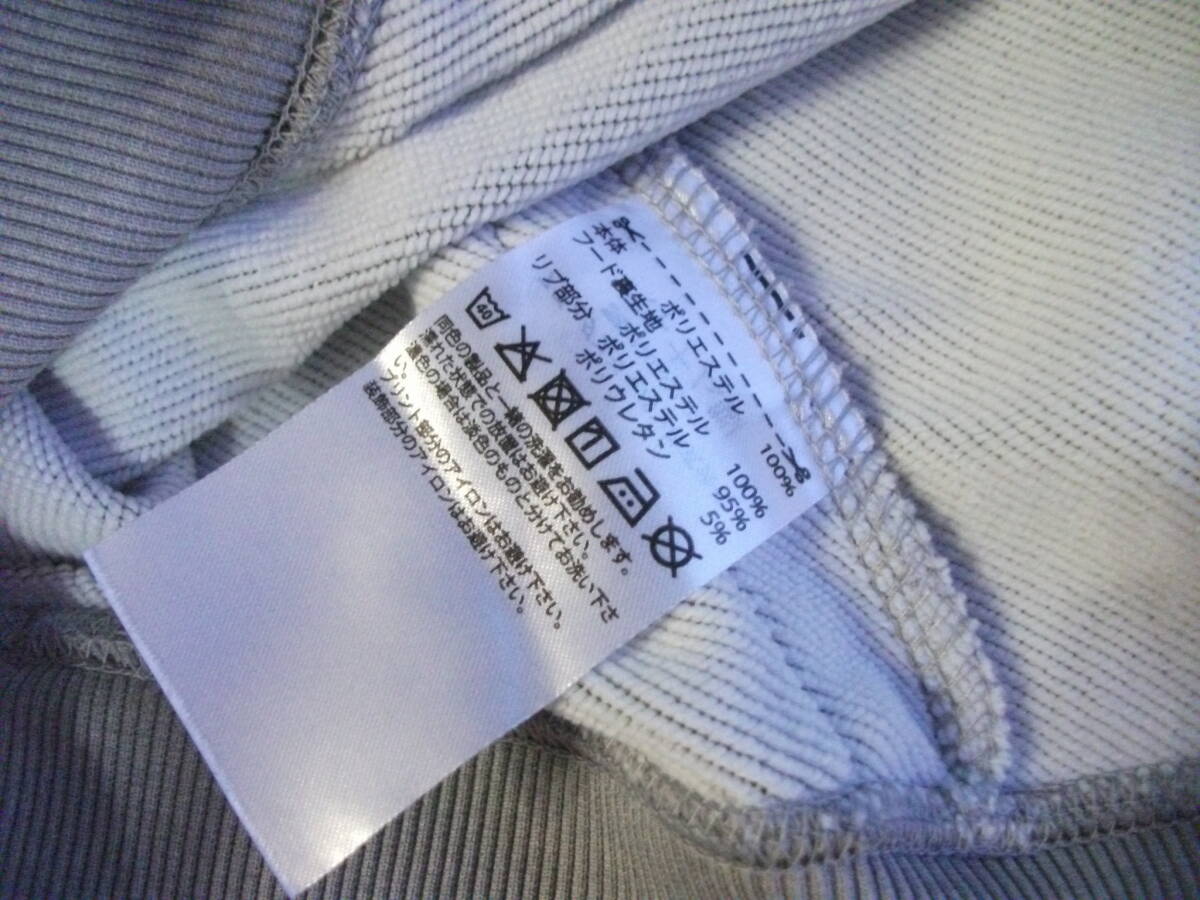 本体 ポリエステル 100%
フード裏生地 ポリエステル 100%
リブ部分 ポリエステル 95%
ポリウレタン 5%
40
同色の製品と一緒の洗濯をお勧めします。
濡れた状態での放置はお避け下さい。
濃色の場合は淡色のものと分けてお洗い下さ
い。
プリント部分のアイロンはお避け下さい。
装飾部分のアイロンはお避け下さい。